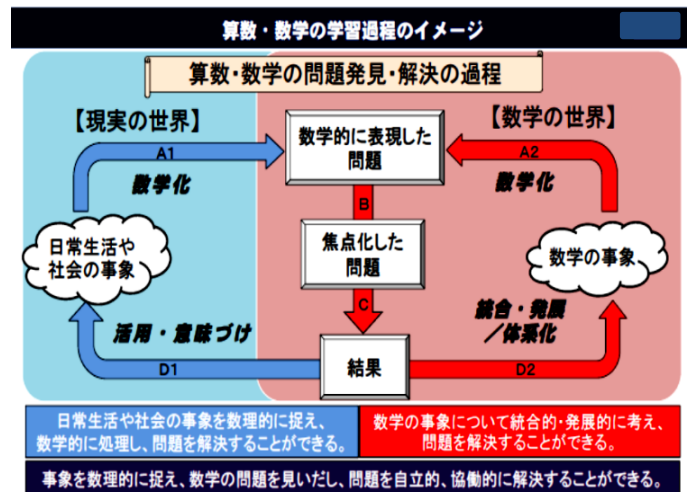 算数・数学の学習過程のイメージ
算数・数学の問題発見・解決の過程
【現実の世界】
【数学の世界】
数学的に表現した
問題
A1
A2
数学化
数学化
B
日常生活や
社会の事象
焦点化した
問題
数学の事象
C
活用・意味づけ
統合・発展
/体系化
結果
D1
D2
日常生活や社会の事象を数理的に捉え、
数学的に処理し、問題を解決することができる。
数学の事象について統合的・発展的に考え、
問題を解決することができる。
事象を数理的に捉え、数学の問題を見いだし、問題を自立的、協働的に解決することができる。